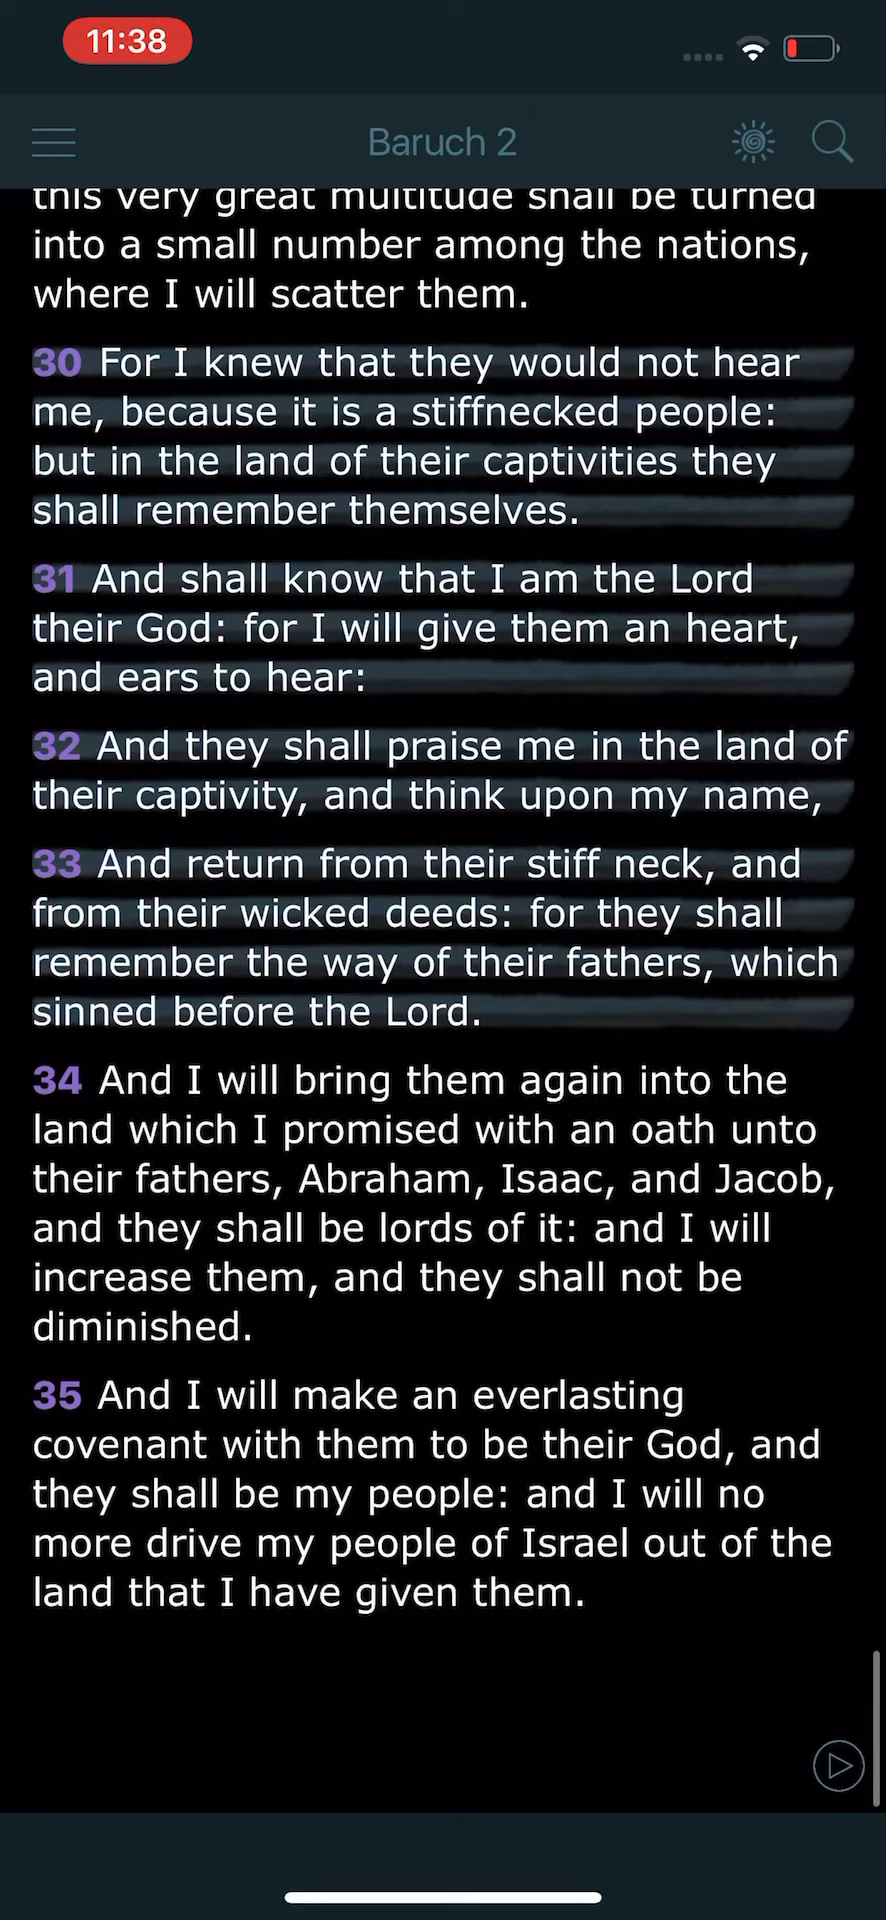 11:38
Baruch 2
this very great multitude shall be turned
into a small number among the nations,
where I will scatter them.
30 For I knew that they would not hear
me, because it is a stiffnecked people:
but in the land of their captivities they
shall remember themselves.
31 And shall know that I am the Lord
their God: for I will give them an heart,
and ears to hear:
32 And they shall praise me in the land of
their captivity, and think upon my name,
33 And return from their stiff neck, and
from their wicked deeds: for they shall
remember the way of their fathers, which
sinned before the Lord.
34 And I will bring them again into the
land which I promised with an oath unto
their fathers, Abraham, Isaac, and Jacob,
and they shall be lords of it: and I will
increase them, and they shall not be
diminished.
35 And I will make an everlasting
covenant with them to be their God, and
they shall be my people: and I will no
more drive my people of Israel out of the
land that I have given them.